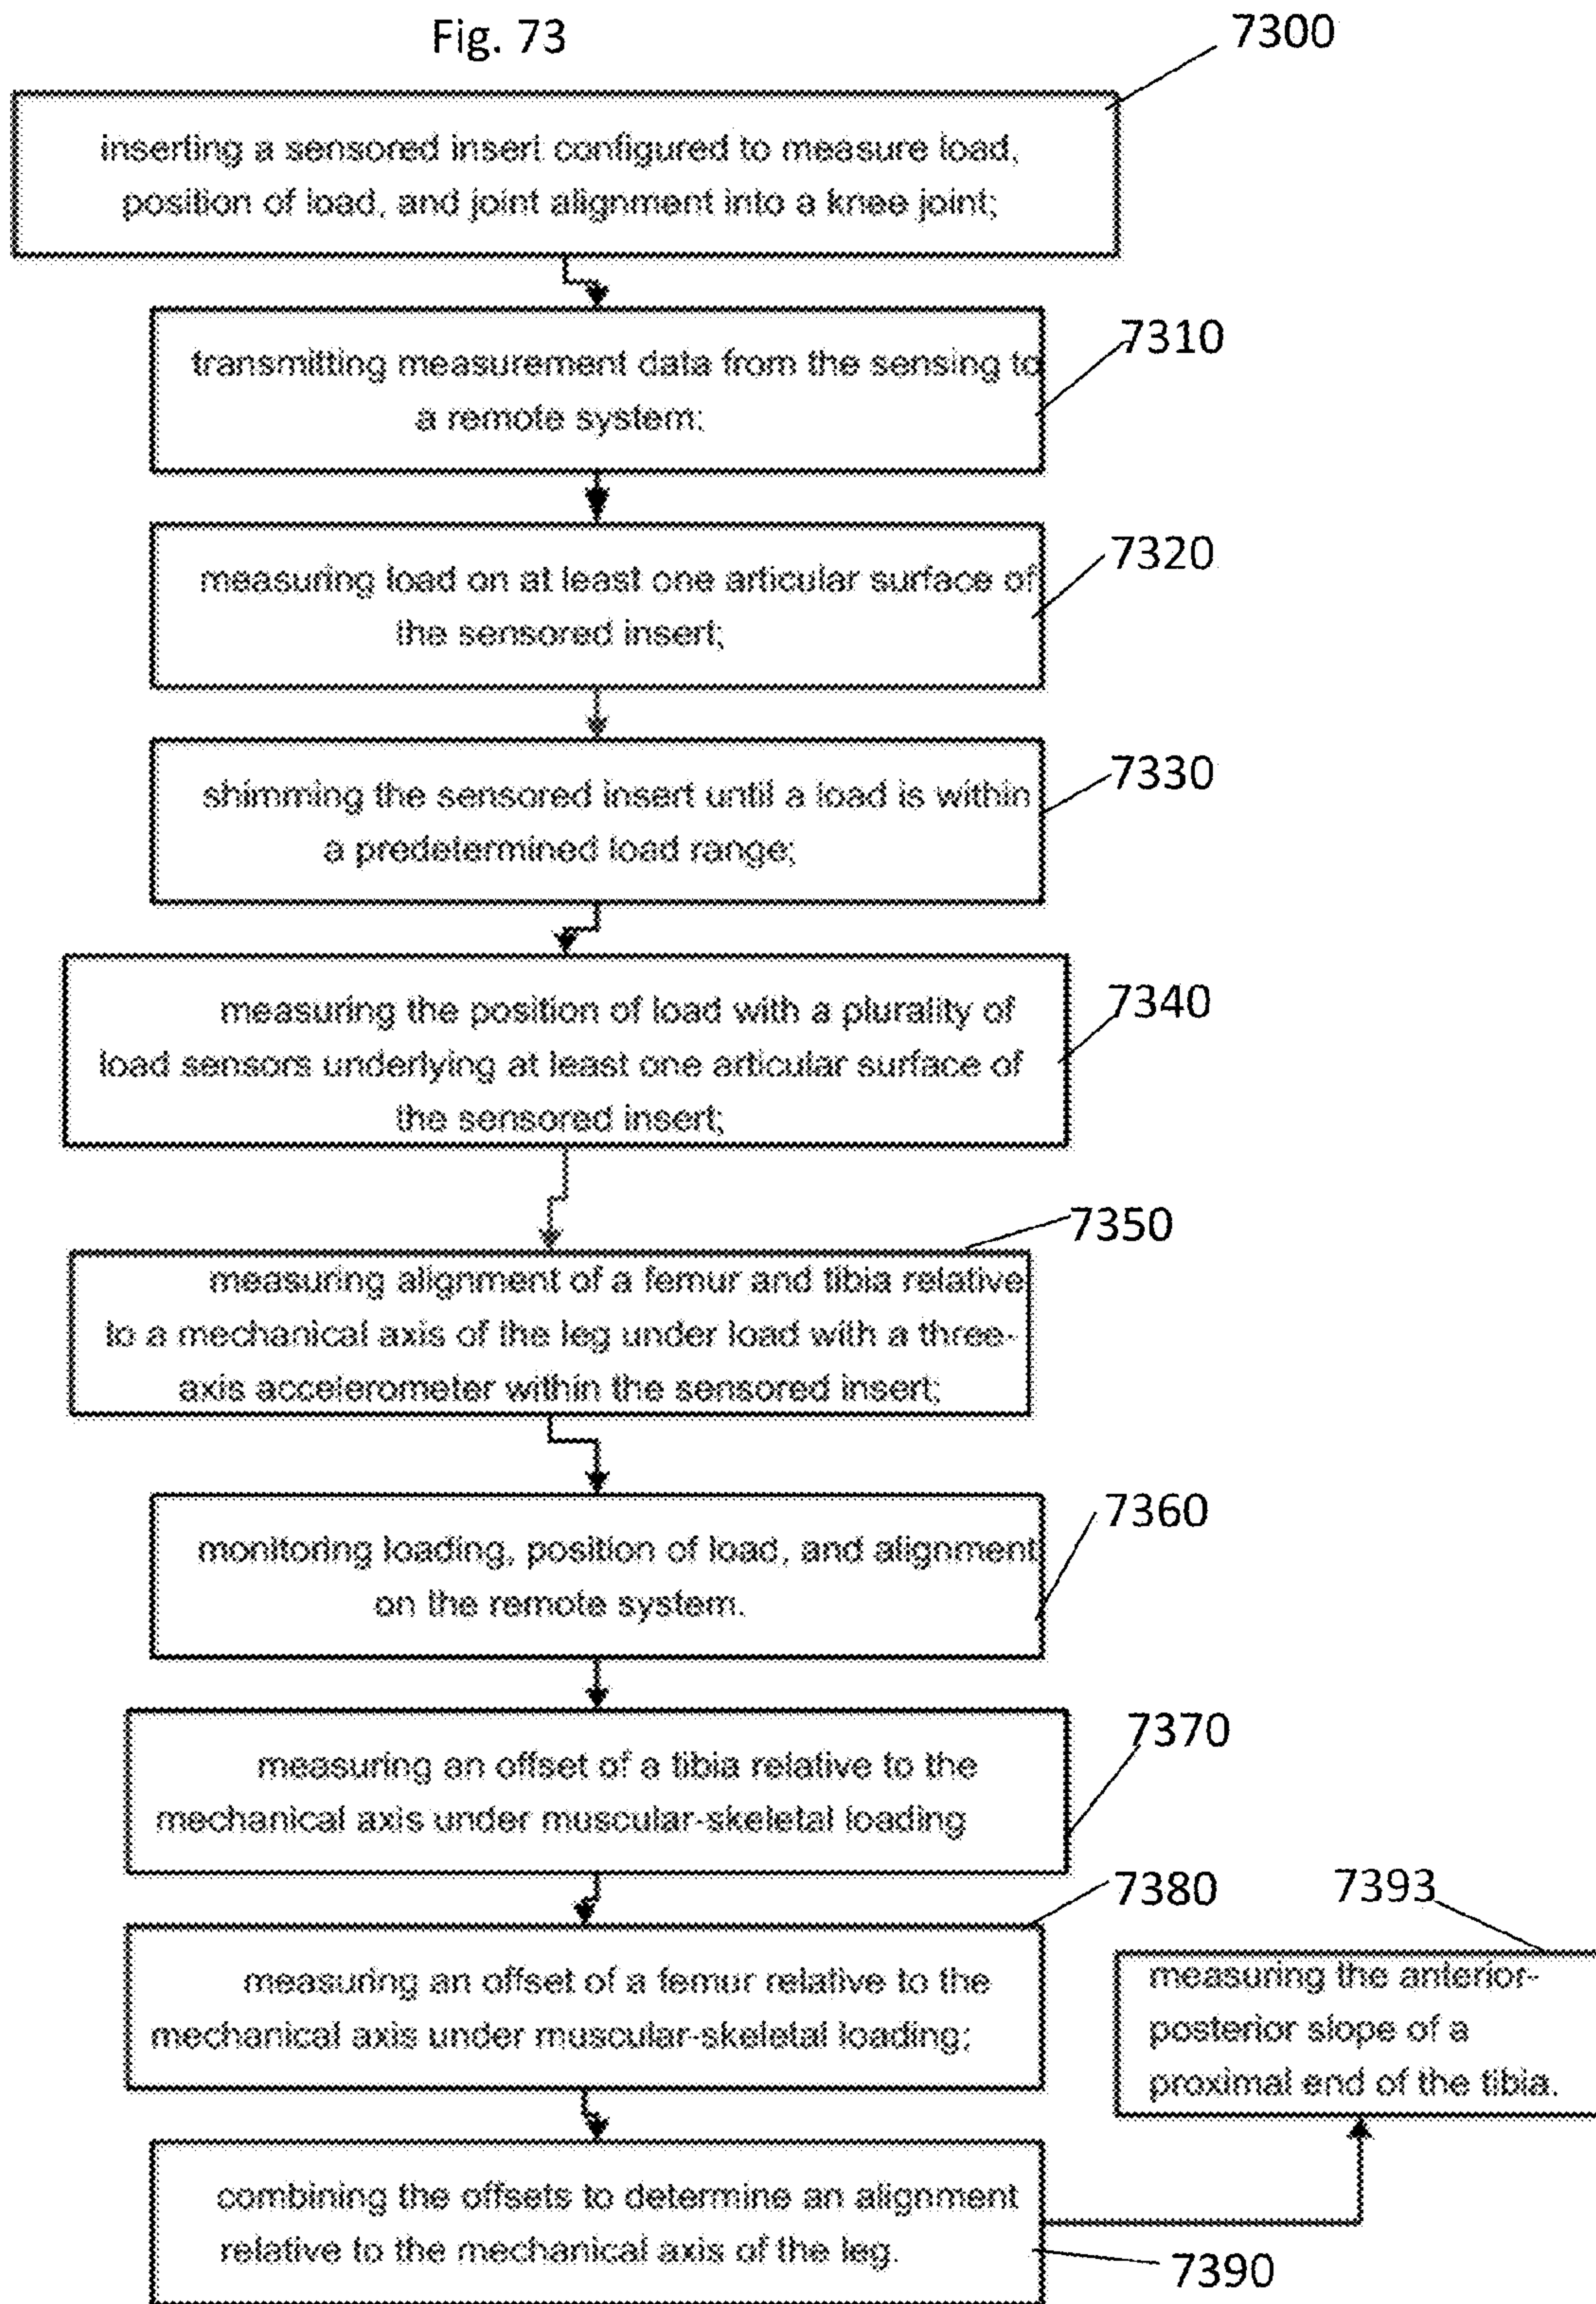 Fig. 73
7300
inserting a sensored insert configured to measure load,
position of load, and joint alignment into a knee joint;
7310
transmitting measurement data from the sensing to
a remote system;
7320
measuring load on at least one articular surface of
the sensored insert;
7330
shimming the sensored insert until a load is within
a predetermined load range;
7340
measuring the position of load with a plurality of
load sensors underlying at least one articular surface of
the sensored insert;
7350
measuring alignment of a femur and tibia relative
to a mechanical axis of the leg under load with a three-
axis accelerometer within the sensored insert;
7360
monitoring loading, position of load, and alignment
on the remote system.
7370
measuring an offset of a tibia relative to the
mechanical axis under muscular-skeletal loading
7380
measuring an offset of a femur relative to the
mechanical axis under muscular-skeletal loading;
7393
measuring the anterior-
posterior slope of a
proximal end of the tibia.
combining the offsets to determine an alignment
relative to the mechanical axis of the leg.
7390